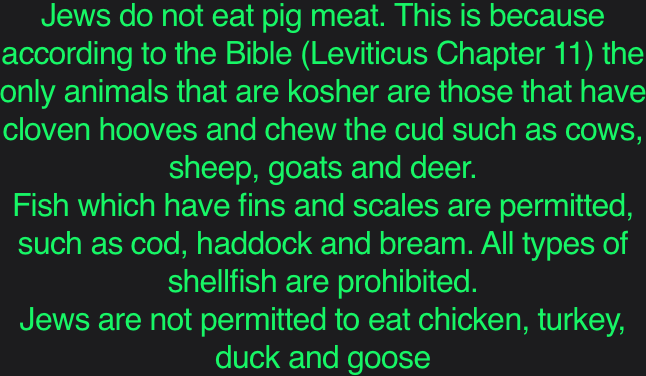 Jews do not eat pig meat. This is because
according to the Bible (Leviticus Chapter 11) the
only animals that are kosher are those that have
cloven hooves and chew the cud such as cows,
sheep, goats and deer.
Fish which have fins and scales are permitted,
such as cod, haddock and bream. All types of
shellfish are prohibited.
Jews are not permitted to eat chicken, turkey,
duck and goose